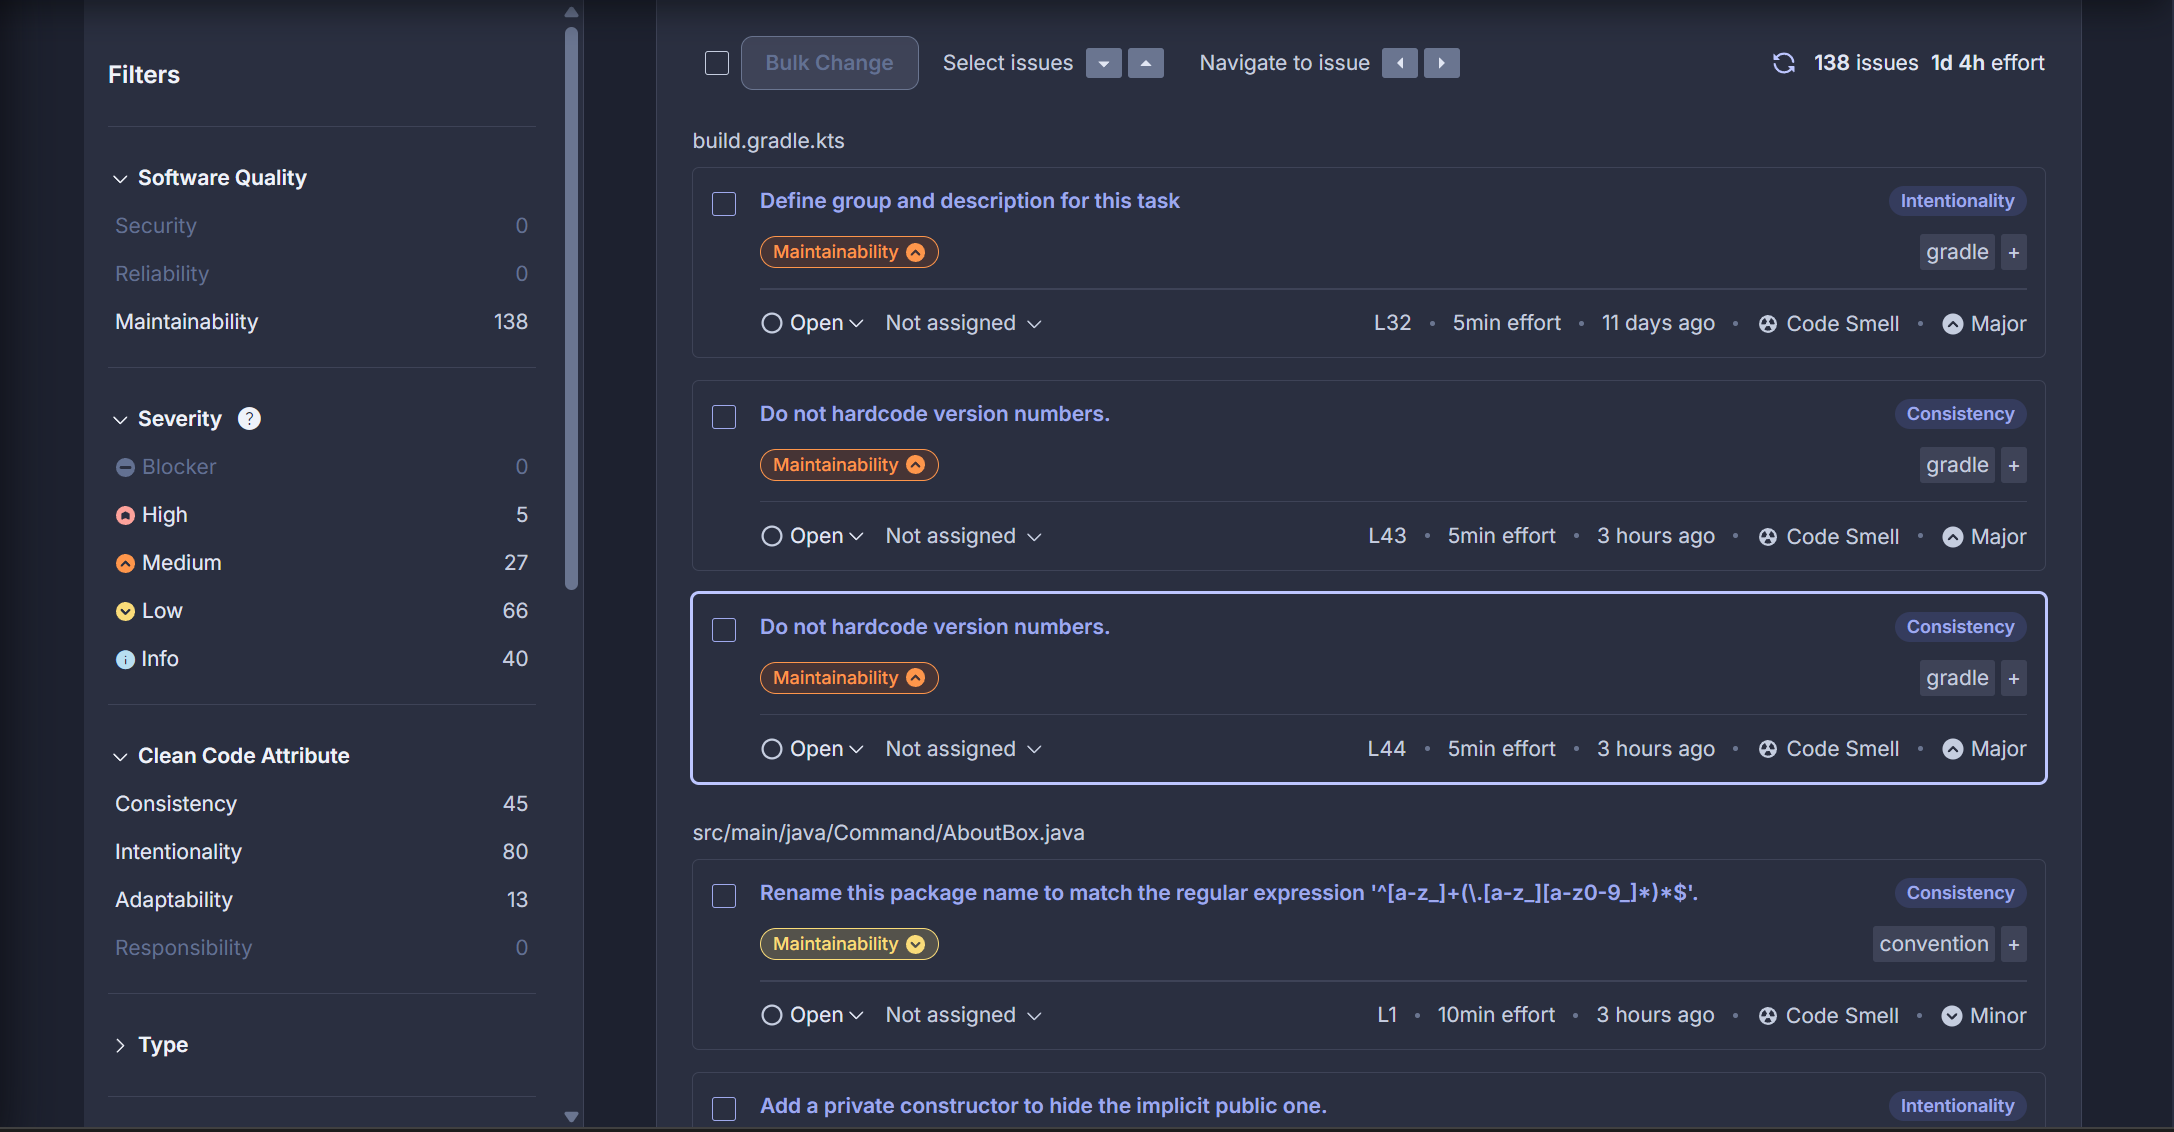 Filters
Software Quality
Security 0
Reliability 0
Maintainability 138
Severity ?
Blocker 0
High 5
Medium 27
Low 66
Info 40
Clean Code Attribute
Consistency 45
Intentionality 80
Adaptability 13
Responsibility 0
Type
Bulk Change Select issues Navigate to issue 138 issues 1d 4h effort
build.gradle.kts
Define group and description for this task Intentionality
Maintainability gradle +
Open Not assigned L32 • 5min effort • 11 days ago • Code Smell • Major
Do not hardcode version numbers. Consistency
Maintainability gradle +
Open Not assigned L43 • 5min effort • 3 hours ago • Code Smell • Major
Do not hardcode version numbers. Consistency
Maintainability gradle +
Open Not assigned L44 • 5min effort • 3 hours ago • Code Smell • Major
src/main/java/Command/AboutBox.java
Rename this package name to match the regular expression '^[a-z_]+(\.[a-z_][a-z0-9_]*)*$'. Consistency
Maintainability convention +
Open Not assigned L1 • 10min effort • 3 hours ago • Code Smell • Minor
Add a private constructor to hide the implicit public one. Intentionality